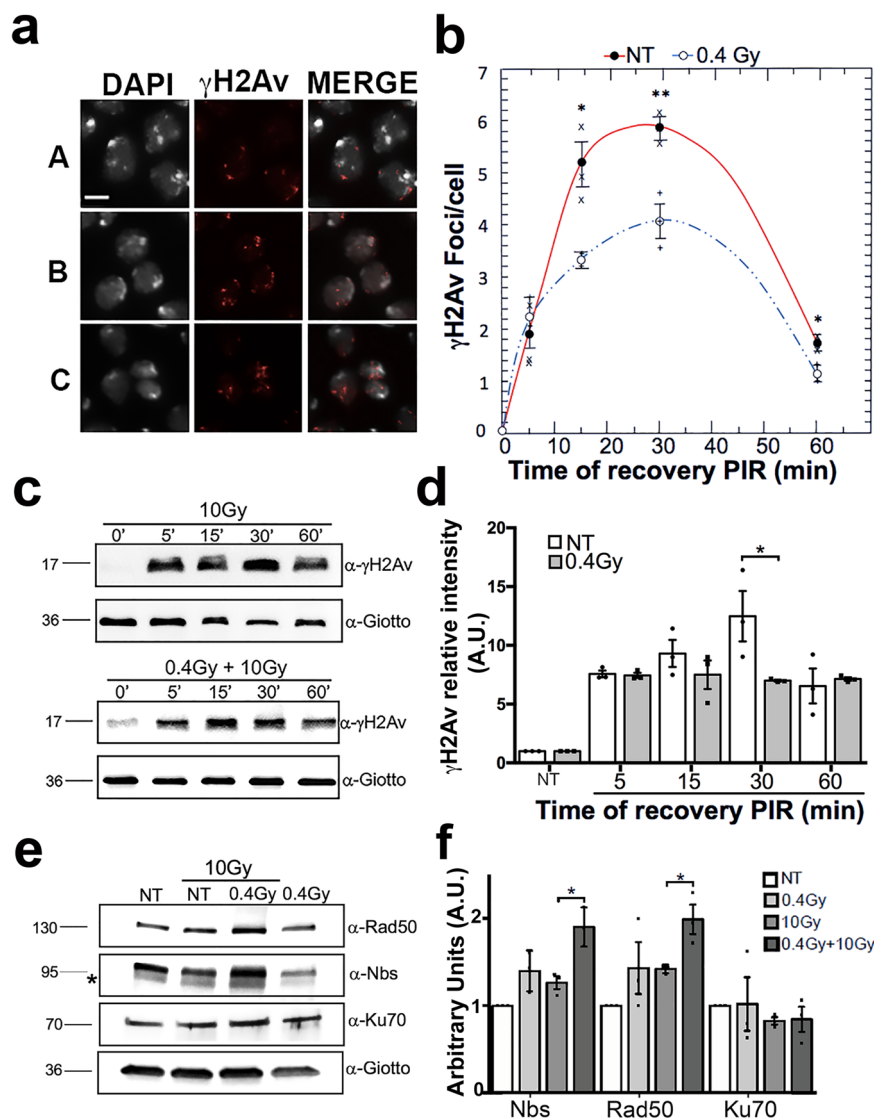 a
DAPI γH2Av MERGE
A
B
C
b
NT 0.4 Gy
γH2Av Foci/cell
7
6
5
4
3
2
1
0
* ** *
0 10 20 30 40 50 60
Time of recovery PIR (min)
c
10Gy
0’ 5’ 15’ 30’ 60’
17 α-γH2Av
36 α-Giotto
0.4Gy + 10Gy
0’ 5’ 15’ 30’ 60’
17 α-γH2Av
36 α-Giotto
d
γH2Av relative intensity
(A.U.)
20
15
10
5
0
NT
0.4Gy
*
NT 5 15 30 60
Time of recovery PIR (min)
e
10Gy
NT NT 0.4Gy 0.4Gy
130 α-Rad50
95 α-Nbs
*
70 α-Ku70
36 α-Giotto
f
Arbitrary Units (A.U.)
2
1
0
* *
NT
0.4Gy
10Gy
0.4Gy+10Gy
Nbs Rad50 Ku70